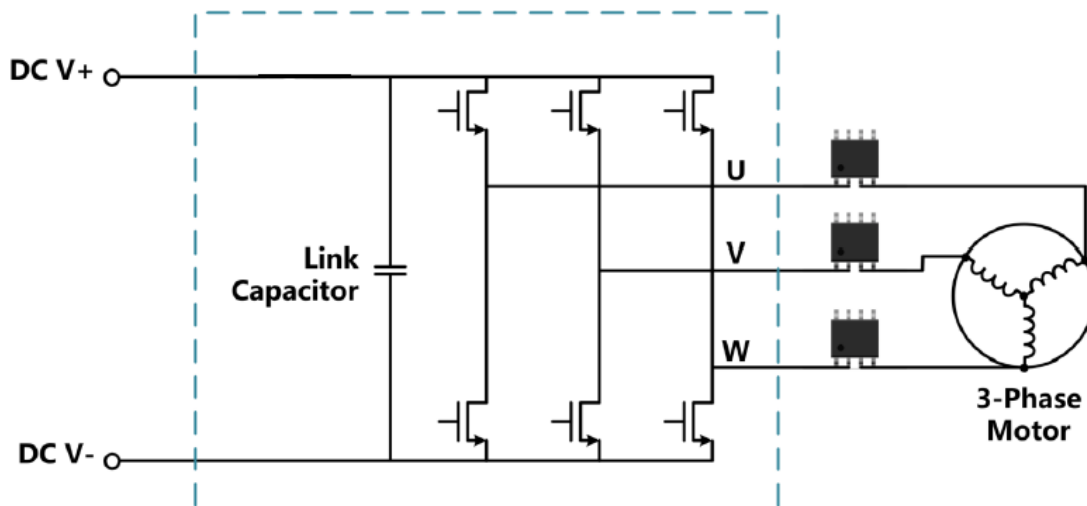 DC V+
U
V
Link
Capacitor
W
3-Phase
Motor
DC V-